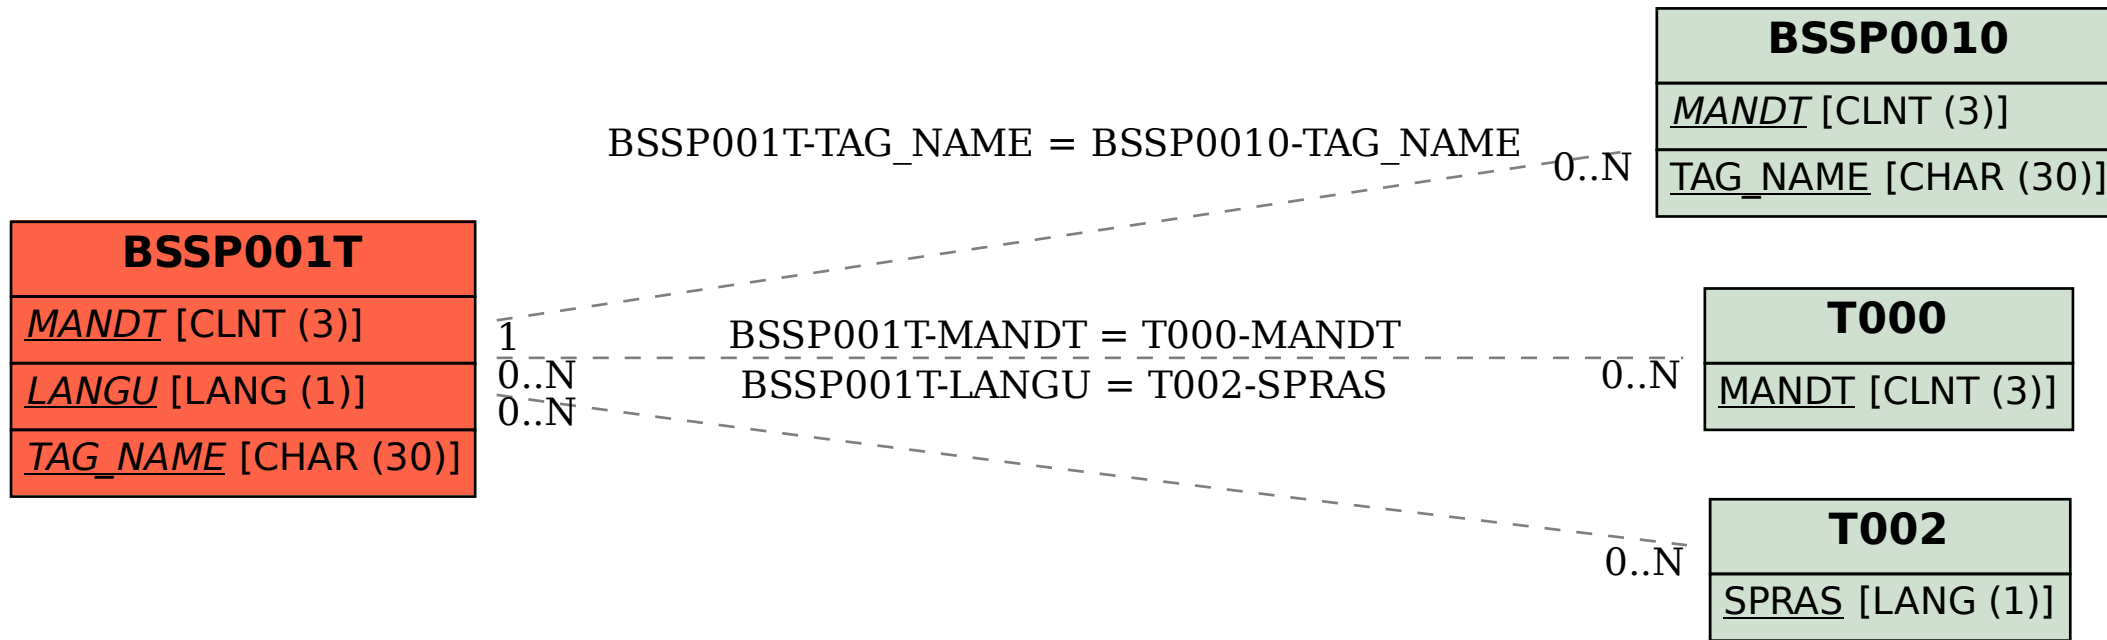 BSSP0010
MANDT [CLNT (3)]
TAG_NAME [CHAR (30)]
BSSP001T-TAG_NAME = BSSP0010-TAG_NAME
0..N
BSSP001T
MANDT [CLNT (3)]
LANGU [LANG (1)]
TAG_NAME [CHAR (30)]
1
0..N
0..N
BSSP001T-MANDT = T000-MANDT
BSSP001T-LANGU = T002-SPRAS
0..N
T000
MANDT [CLNT (3)]
0..N
T002
SPRAS [LANG (1)]